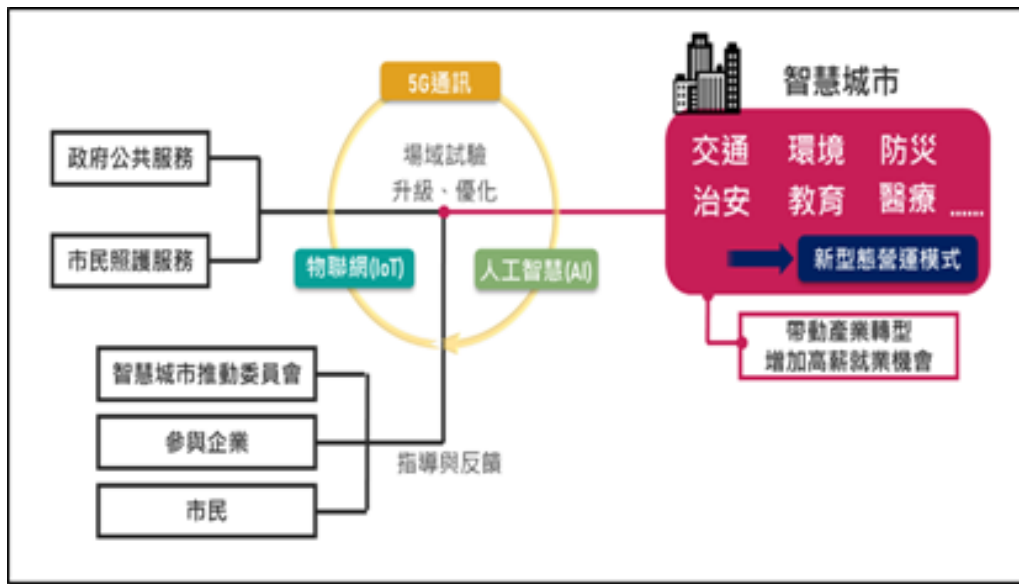 5G通訊
智慧城市
政府公共服務
市民照護服務
場域試驗
升級、優化
物聯網(IoT)
人工智慧(AI)
交通 環境 防災
治安 教育 醫療 ......
新型態營運模式
帶動產業轉型
增加高薪就業機會
智慧城市推動委員會
參與企業
市民
指導與反饋